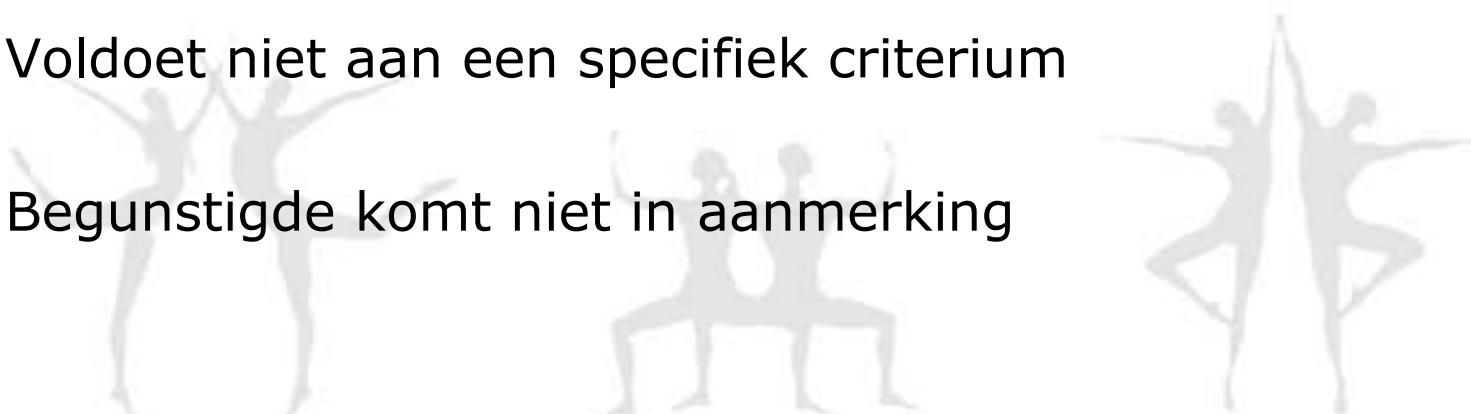 Voldoet niet aan een specifiek criterium
Begunstigde komt niet in aanmerking